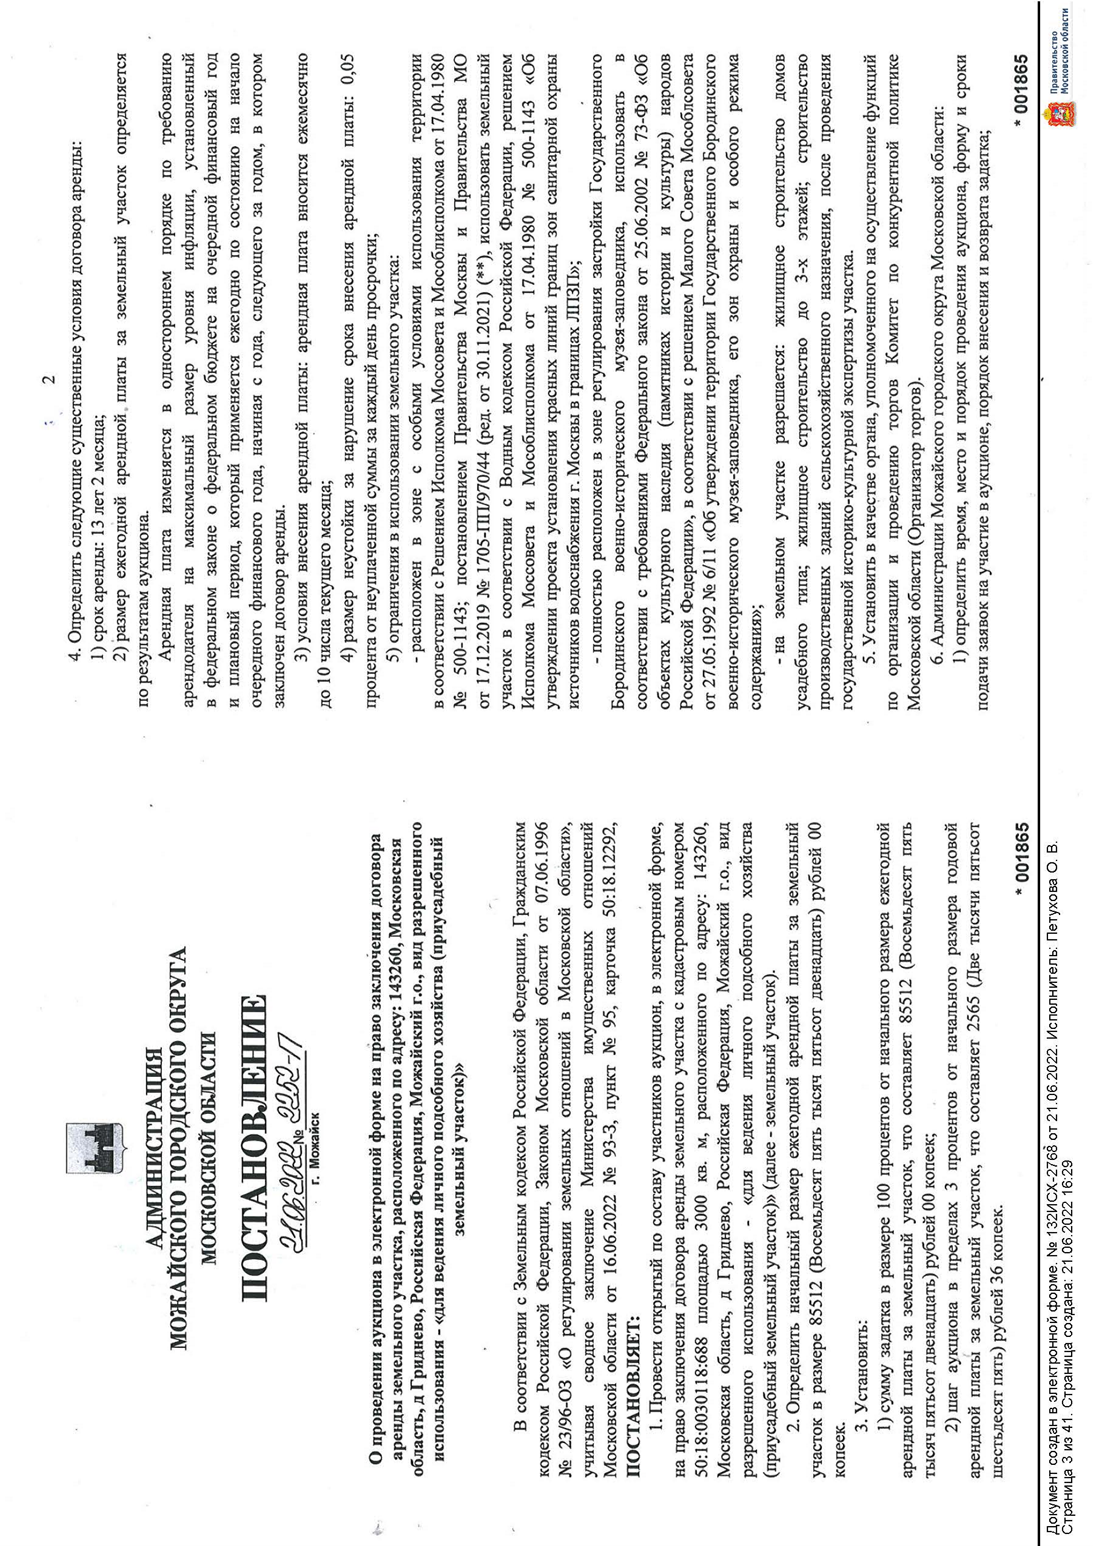 АДМИНИСТРАЦИЯ
МОЖАЙСКОГО ГОРОДСКОГО ОКРУГА
МОСКОВСКОЙ ОБЛАСТИ
ПОСТАНОВЛЕНИЕ
21.06.2022 № 2252-П
г. Можайск
О проведении аукциона в электронной форме на право заключения договора
аренды земельного участка, расположенного по адресу: 143260, Московская
область, д Гриднево, Российская Федерация, Можайский г.о., вид разрешенного
использования - «для ведения личного подсобного хозяйства (приусадебный
земельный участок)»
В соответствии с Земельным кодексом Российской Федерации, Гражданским
кодексом Российской Федерации, Законом Московской области от 07.06.1996
№ 23/96-ОЗ «О регулировании земельных отношений в Московской области»,
учитывая сводное заключение Министерства имущественных отношений
Московской области от 16.06.2022 № 93-З, пункт № 95, карточка 50:18.12292,
ПОСТАНОВЛЯЕТ:
1. Провести открытый по составу участников аукцион, в электронной форме,
на право заключения договора аренды земельного участка с кадастровым номером
50:18:0030118:688 площадью 3000 кв. м, расположенного по адресу: 143260,
Московская область, д Гриднево, Российская Федерация, Можайский г.о., вид
разрешенного использования - «для ведения личного подсобного хозяйства
(приусадебный земельный участок)» (далее - земельный участок).
2. Определить начальный размер ежегодной арендной платы за земельный
участок в размере 85512 (Восемьдесят пять тысяч пятьсот двенадцать) рублей 00
копеек.
3. Установить:
1) сумму задатка в размере 100 процентов от начального размера ежегодной
арендной платы за земельный участок, что составляет 85512 (Восемьдесят пять
тысяч пятьсот двенадцать) рублей 00 копеек;
2) шаг аукциона в пределах 3 процентов от начального размера годовой
арендной платы за земельный участок, что составляет 2565 (Две тысячи пятьсот
шестьдесят пять) рублей 36 копеек.
* 001865
2
4. Определить следующие существенные условия договора аренды:
1) срок аренды: 13 лет 2 месяца;
2) размер ежегодной арендной платы за земельный участок определяется
по результатам аукциона.
Арендная плата изменяется в одностороннем порядке по требованию
арендодателя на максимальный размер уровня инфляции, установленный
в федеральном законе о федеральном бюджете на очередной финансовый год
и плановый период, который применяется ежегодно по состоянию на начало
очередного финансового года, начиная с года, следующего за годом, в котором
заключен договор аренды.
3) условия внесения арендной платы: арендная плата вносится ежемесячно
до 10 числа текущего месяца;
4) размер неустойки за нарушение срока внесения арендной платы: 0,05
процента от неуплаченной суммы за каждый день просрочки;
5) ограничения в использовании земельного участка:
- расположен в зоне с особыми условиями использования территории
в соответствии с Решением Исполкома Моссовета и Мособлисполкома от 17.04.1980
№ 500-1143; постановлением Правительства Москвы и Правительства МО
от 17.12.2019 № 1705-ПП/970/44 (ред. от 30.11.2021) (**), использовать земельный
участок в соответствии с Водным кодексом Российской Федерации, решением
Исполкома Моссовета и Мособлисполкома от 17.04.1980 № 500-1143 «Об
утверждении проекта установления красных линий границ зон санитарной охраны
источников водоснабжения г. Москвы в границах ЛПЗП»;
- полностью расположен в зоне регулирования застройки Государственного
Бородинского военно-исторического музея-заповедника, использовать в
соответствии с требованиями Федерального закона от 25.06.2002 № 73-ФЗ «Об
объектах культурного наследия (памятниках истории и культуры) народов
Российской Федерации», в соответствии с решением Малого Совета Мособлсовета
от 27.05.1992 № 6/11 «Об утверждении территории Государственного Бородинского
военно-исторического музея-заповедника, его зон охраны и особого режима
содержания»;
- на земельном участке разрешается: жилищное строительство домов
усадебного типа; жилищное строительство до 3-х этажей; строительство
производственных зданий сельскохозяйственного назначения, после проведения
государственной историко-культурной экспертизы участка.
5. Установить в качестве органа, уполномоченного на осуществление функций
по организации и проведению торгов Комитет по конкурентной политике
Московской области (Организатор торгов).
6. Администрации Можайского городского округа Московской области:
1) определить время, место и порядок проведения аукциона, форму и сроки
подачи заявок на участие в аукционе, порядок внесения и возврата задатка;
* 001865
Документ создан в электронной форме. № 132ИСХ-2768 от 21.06.2022. Исполнитель: Петухова О. В.
Страница 3 из 41. Страница создана: 21.06.2022 16:29
Правительство
Московской области